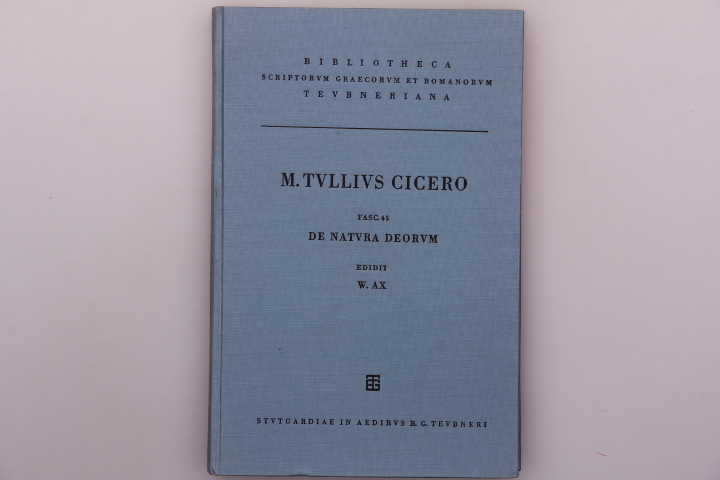 BIBLIOTHECA
SCRIPTORVM GRAECORVM ET ROMANORVM
TEVBNERIANA
M. TVLLIVS CICERO
FASC. 45
DE NATVRA DEORVM
EDIDIT
W. AX
BTG
STVTGARDIAE IN AEDIBVS B. G. TEVBNERI